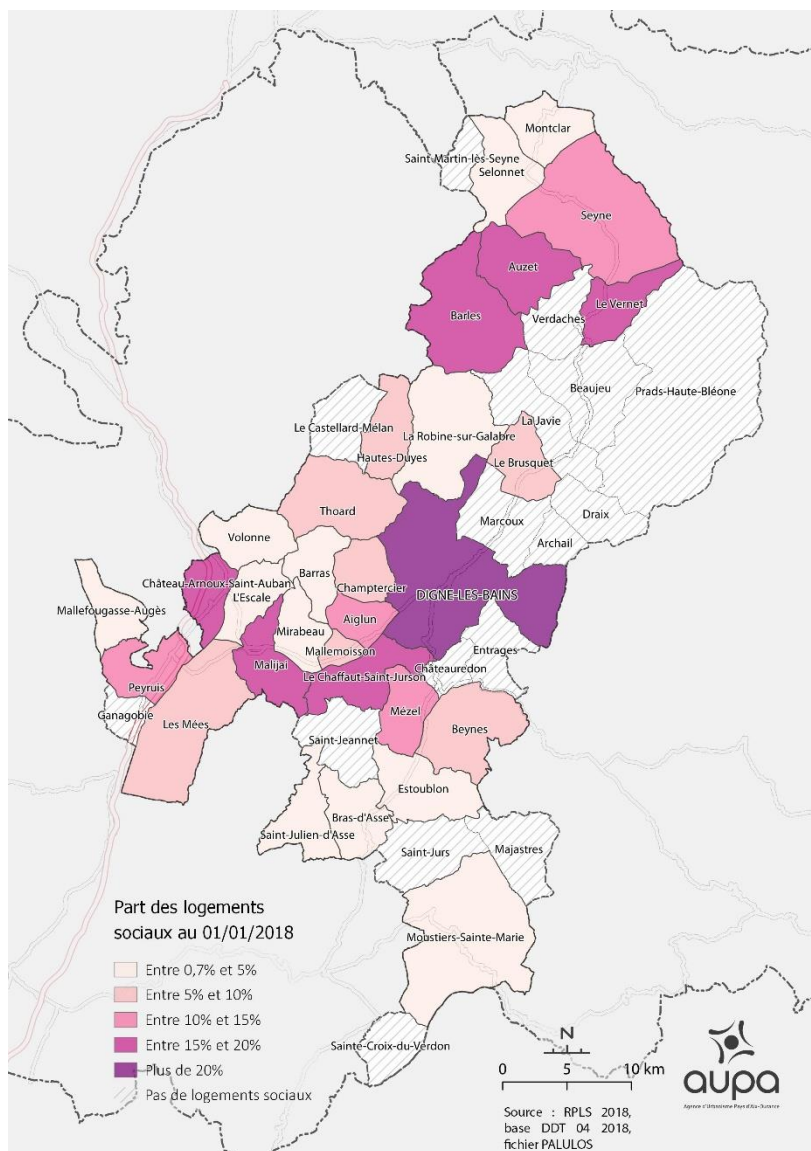 Montclar
Saint Martin-lès-Seyne
Selonnet
Seyne
Auzet
Le Vernet
Barles
Verdaches
Beaujeu
Prads-Haute-Bléone
Le Castellard-Mélan
La Javie
La Robine-sur-Galabre
Hautes-Duyes
Le Brusquet
Thoard
Marcoux
Draix
Volonne
Archail
Barras
Château-Arnoux-Saint-Auban
Champtercier
L'Escale
DIGNE-LES-BAINS
Mallefougasse-Augès
Aiglun
Mirabeau
Mallemoisson
Entrages
Malijai
Châteauredon
Le Chaffaut-Saint-Jurson
Peyruis
Mézel
Ganagobie
Les Mées
Beynes
Saint-Jeannet
Estoublon
Bras-d'Asse
Saint-Julien-d'Asse
Saint-Jurs
Majastres
Moustiers-Sainte-Marie
Sainte-Croix-du-Verdon
Part des logements
sociaux au 01/01/2018
Entre 0,7% et 5%
Entre 5% et 10%
Entre 10% et 15%
Entre 15% et 20%
Plus de 20%
Pas de logements sociaux
N
0 5 10 km
Source : RPLS 2018,
base DDT 04 2018,
fichier PALULOS
aupa
Agence d'Urbanisme Pays d'Aix-Durance